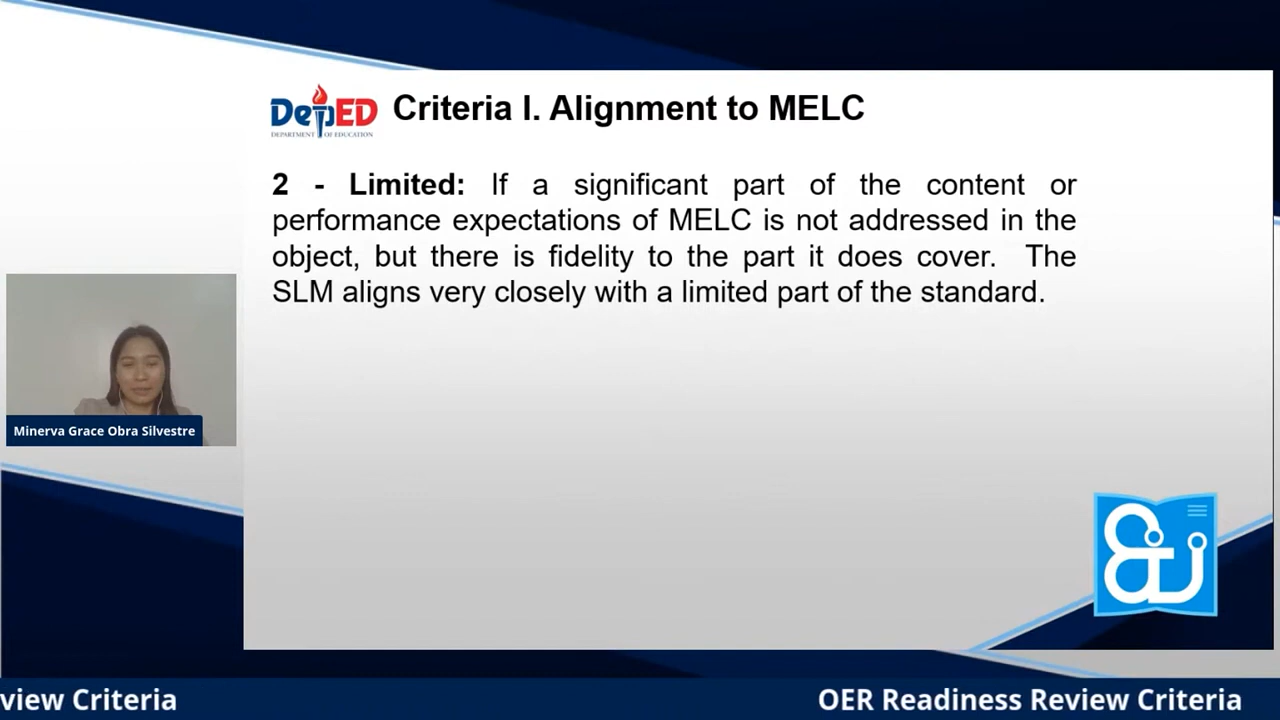 DepED
DEPARTMENT OF EDUCATION
Criteria I. Alignment to MELC
2 - Limited: If a significant part of the content or
performance expectations of MELC is not addressed in the
object, but there is fidelity to the part it does cover. The
SLM aligns very closely with a limited part of the standard.
Minerva Grace Obra Silvestre
view Criteria
OER Readiness Review Criteria